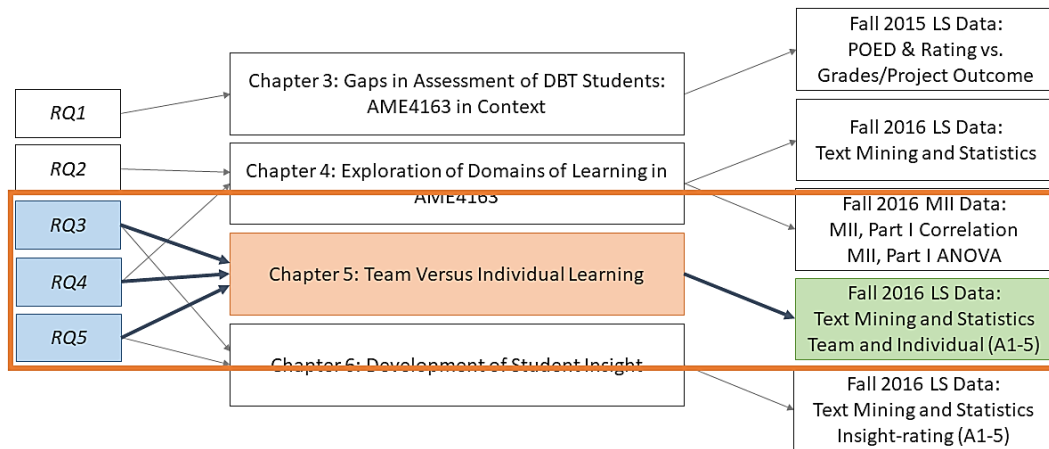 RQ1
RQ2
RQ3
RQ4
RQ5
Chapter 3: Gaps in Assessment of DBT Students:
AME4163 in Context
Chapter 4: Exploration of Domains of Learning in
AME4163
Chapter 5: Team Versus Individual Learning
Chapter 6: Development of Student Insight
Fall 2015 LS Data:
POED & Rating vs.
Grades/Project Outcome
Fall 2016 LS Data:
Text Mining and Statistics
Fall 2016 MII Data:
MII, Part I Correlation
MII, Part I ANOVA
Fall 2016 LS Data:
Text Mining and Statistics
Team and Individual (A1-5)
Fall 2016 LS Data:
Text Mining and Statistics
Insight-rating (A1-5)